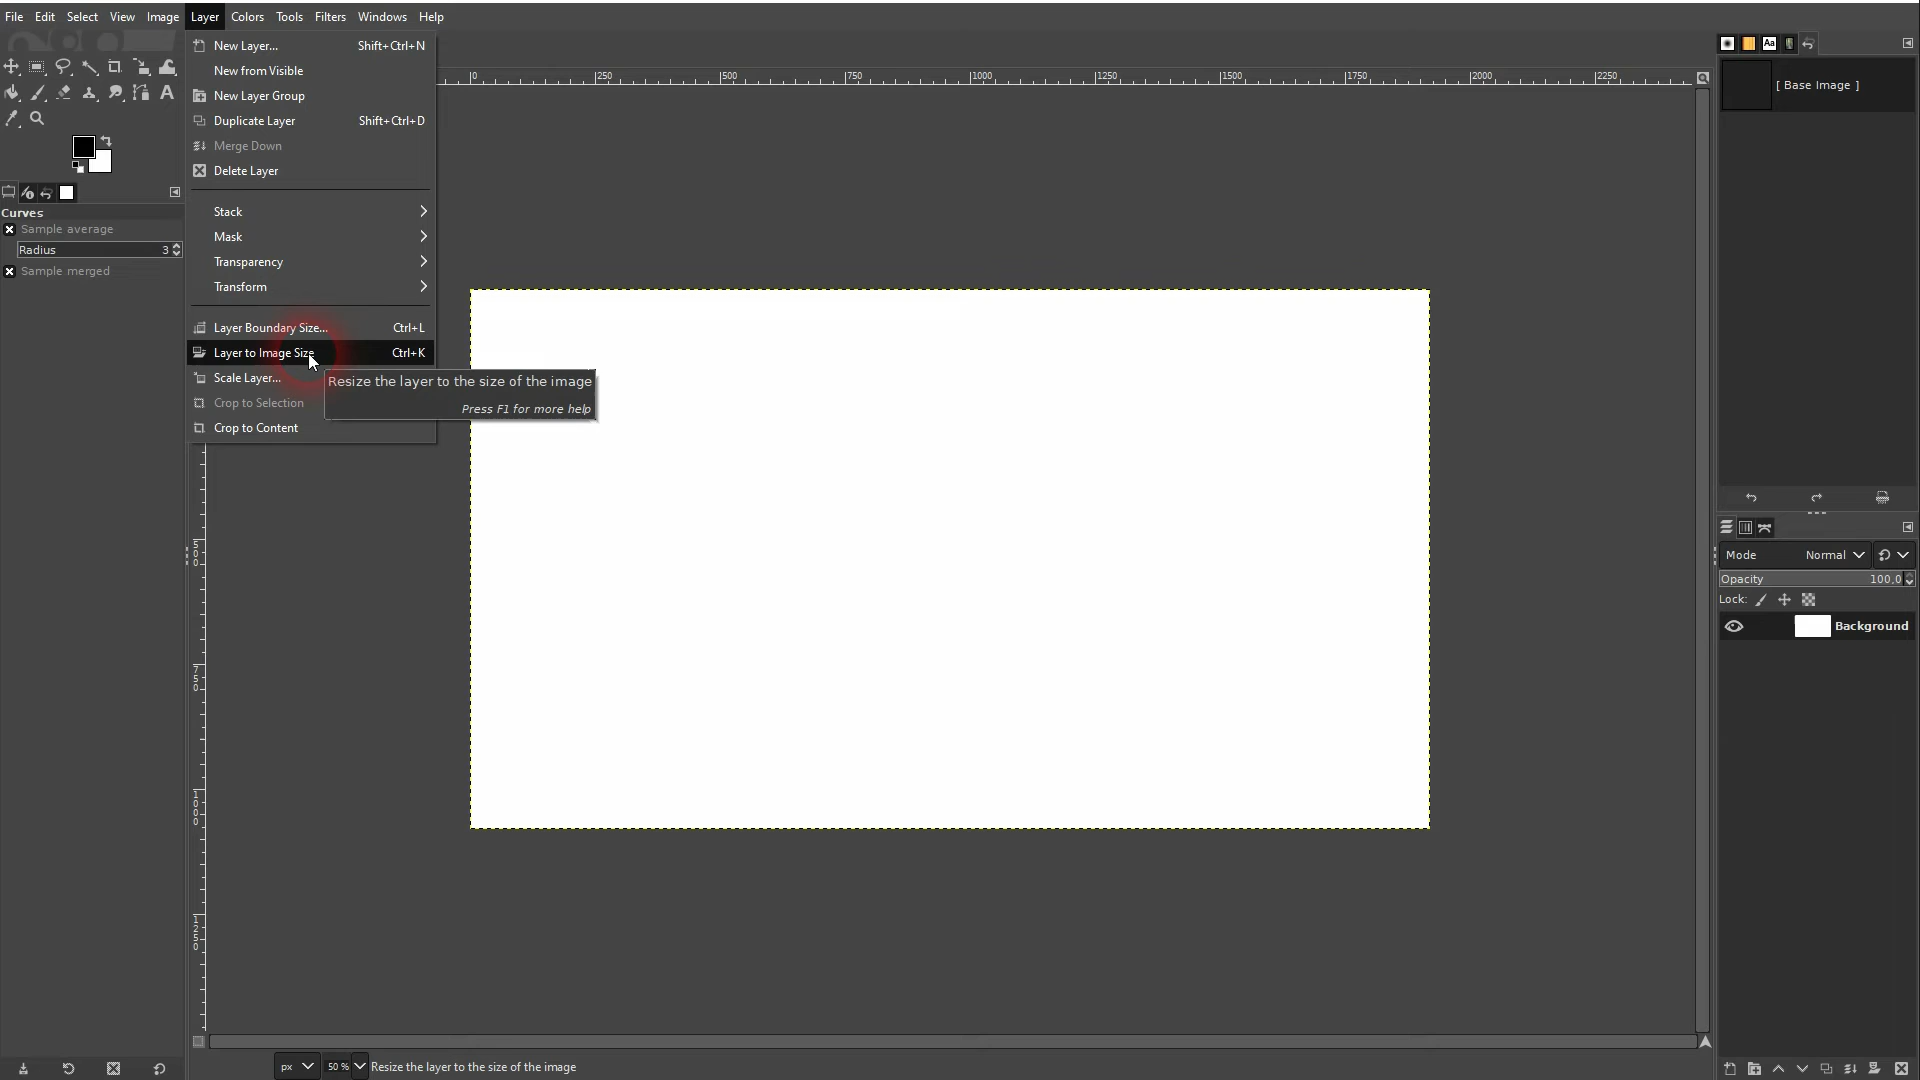 File Edit Select View Image Layer Colors Tools Filters Windows Help
New Layer... Shift+Ctrl+N
New from Visible
New Layer Group
Duplicate Layer Shift+Ctrl+D
Merge Down
Delete Layer
Stack
Mask
Transparency
Transform
Layer Boundary Size... Ctrl+L
Layer to Image Size Ctrl+K
Scale Layer...
Crop to Selection
Crop to Content
Resize the layer to the size of the image
Press F1 for more help
Curves
Sample average
Radius 3
Sample merged
0 250 500 750 1000 1250 1500 1750 2000 2250
500
750
1000
1250
Aa
[ Base Image ]
Mode Normal
Opacity 100,0
Lock:
Background
px 50 % Resize the layer to the size of the image